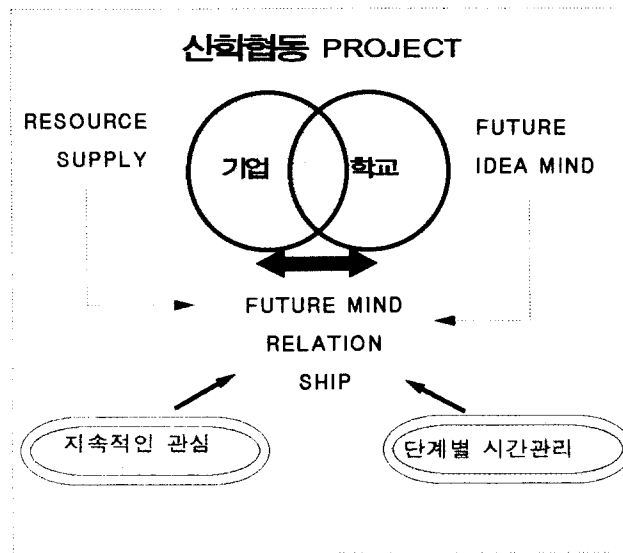 산학협동 PROJECT
RESOURCE
SUPPLY
기업
학교
FUTURE
IDEA MIND
FUTURE MIND
RELATION
SHIP
지속적인 관심
단계별 시간관리